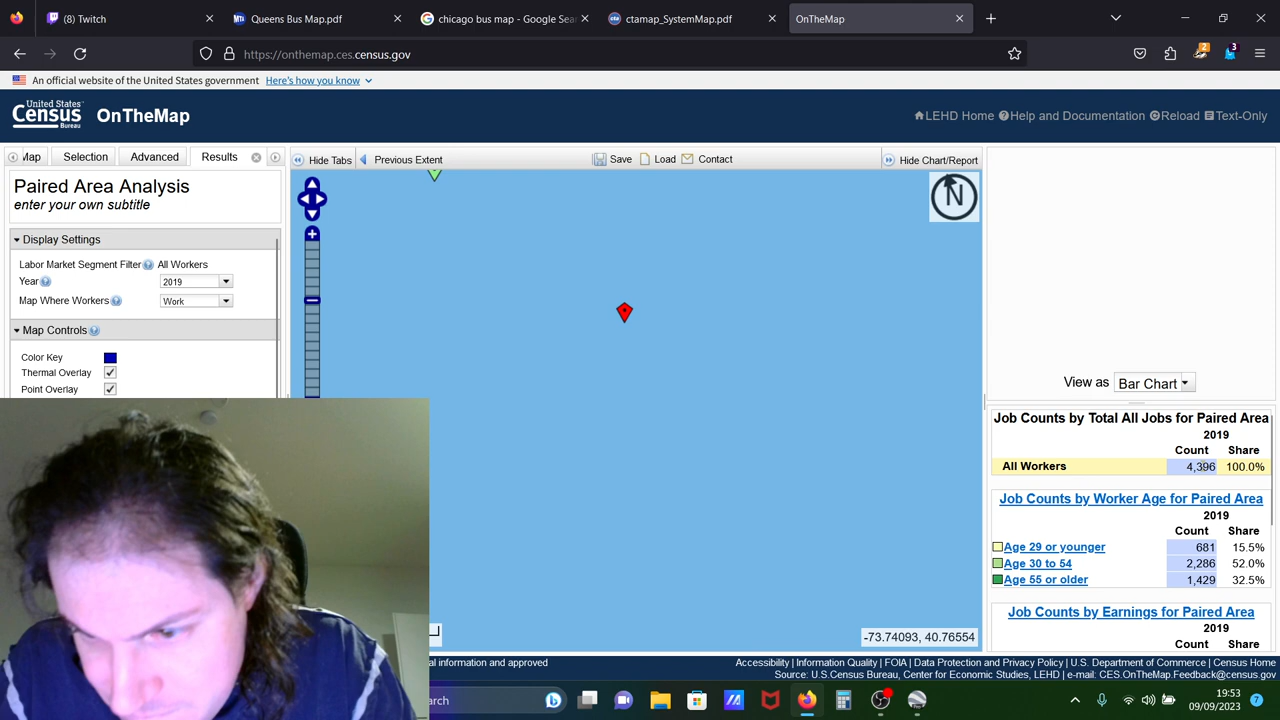 Twitch
Queens Bus Map.pdf
chicago bus map - Google Sea
ctamap_SystemMap.pdf
OnTheMap
https://onthemap.ces.census.gov
2
3
An official website of the United States government
Here's how you know
United States
Census
Bureau
OnTheMap
LEHD Home
Help and Documentation
Reload
Text-Only
Map
Selection
Advanced
Results
Hide Tabs
Previous Extent
Save
Load
Contact
Hide Chart/Report
Paired Area Analysis
enter your own subtitle
N
Display Settings
Labor Market Segment Filter
All Workers
Year
2019
Map Where Workers
Work
Map Controls
Color Key
Thermal Overlay
Point Overlay
View as
Bar Chart
Job Counts by Total All Jobs for Paired Area
2019
Count Share
All Workers 4,396 100.0%
Job Counts by Worker Age for Paired Area
2019
Count Share
Age 29 or younger 681 15.5%
Age 30 to 54 2,286 52.0%
Age 55 or older 1,429 32.5%
Job Counts by Earnings for Paired Area
2019
Count Share
-73.74093, 40.76554
al information and approved
Accessibility | Information Quality | FOIA | Data Protection and Privacy Policy | U.S. Department of Commerce | Census Home
Source: U.S.Census Bureau, Center for Economic Studies, LEHD | e-mail: CES.OnTheMap.Feedback@census.gov
earch
19:53
09/09/2023
7